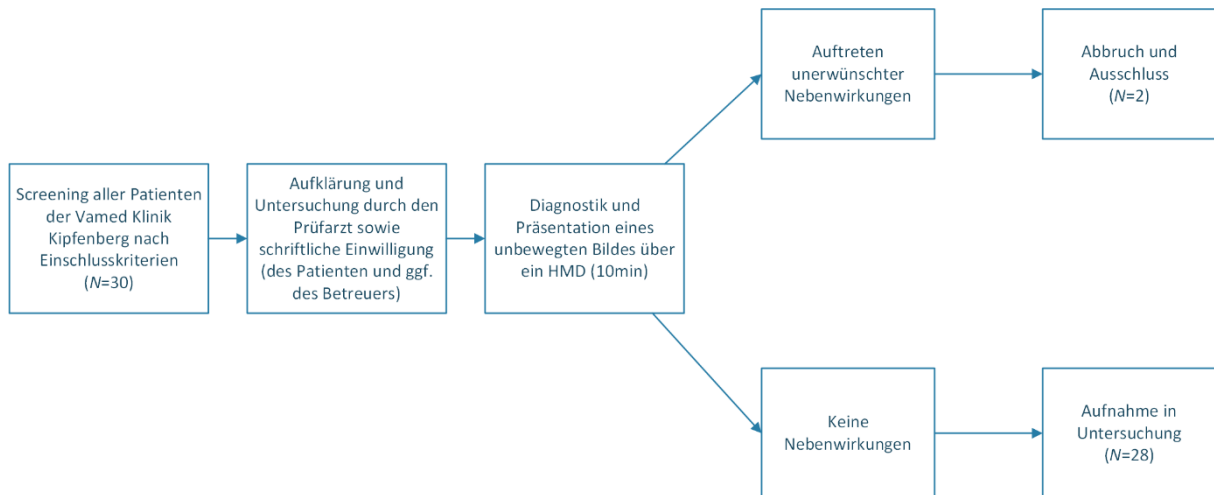 Screening aller Patienten
der Vamed Klinik
Kipfenberg nach
Einschlusskriterien
(N=30)
Aufklärung und
Untersuchung durch den
Prüfarzt sowie
schriftliche Einwilligung
(des Patienten und ggf.
des Betreuers)
Diagnostik und
Präsentation eines
unbewegten Bildes über
ein HMD (10min)
Auftreten
unerwünschter
Nebenwirkungen
Abbruch und
Ausschluss
(N=2)
Keine
Nebenwirkungen
Aufnahme in
Untersuchung
(N=28)